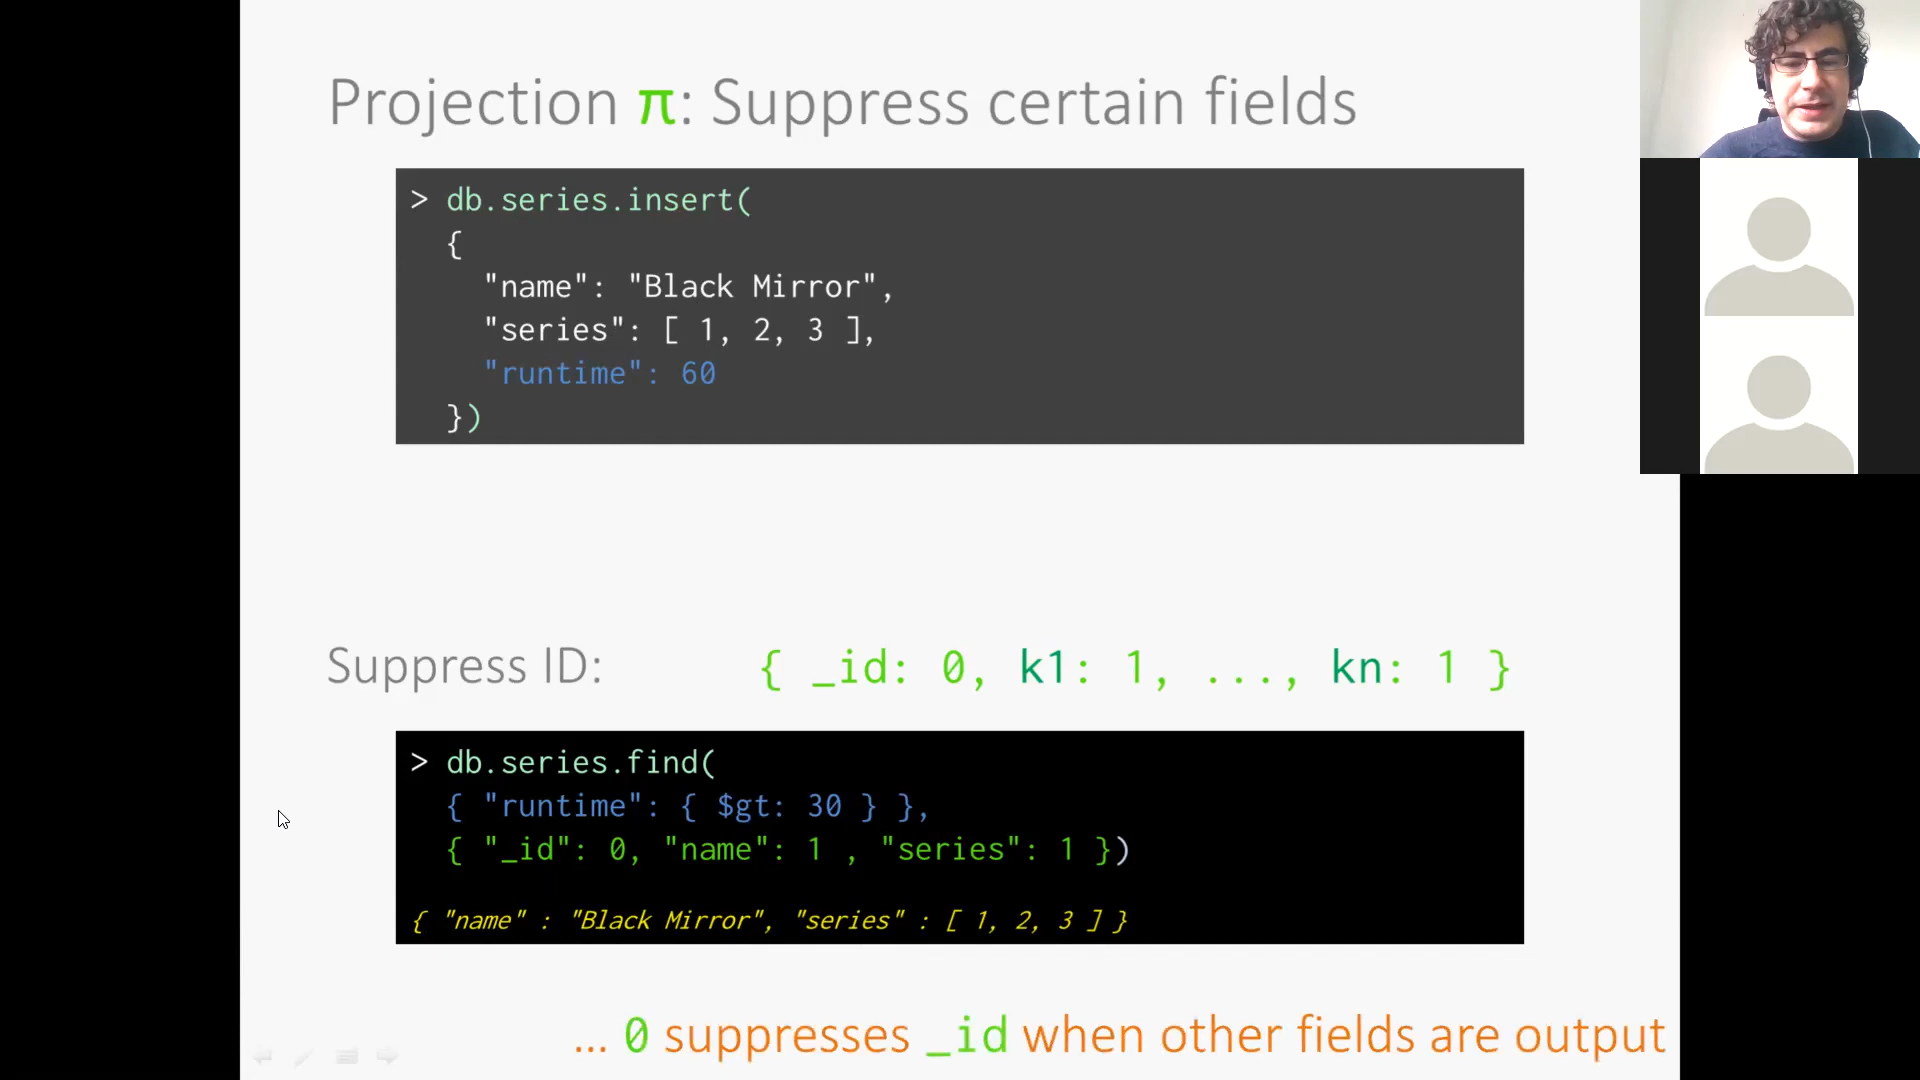 Projection π: Suppress certain fields
> db.series.insert(
{
"name": "Black Mirror",
"series": [ 1, 2, 3 ],
"runtime": 60
})
Suppress ID: { _id: 0, k1: 1, ..., kn: 1 }
> db.series.find(
{ "runtime": { $gt: 30 } },
{ "_id": 0, "name": 1 , "series": 1 })
{ "name" : "Black Mirror", "series" : [ 1, 2, 3 ] }
... 0 suppresses _id when other fields are output